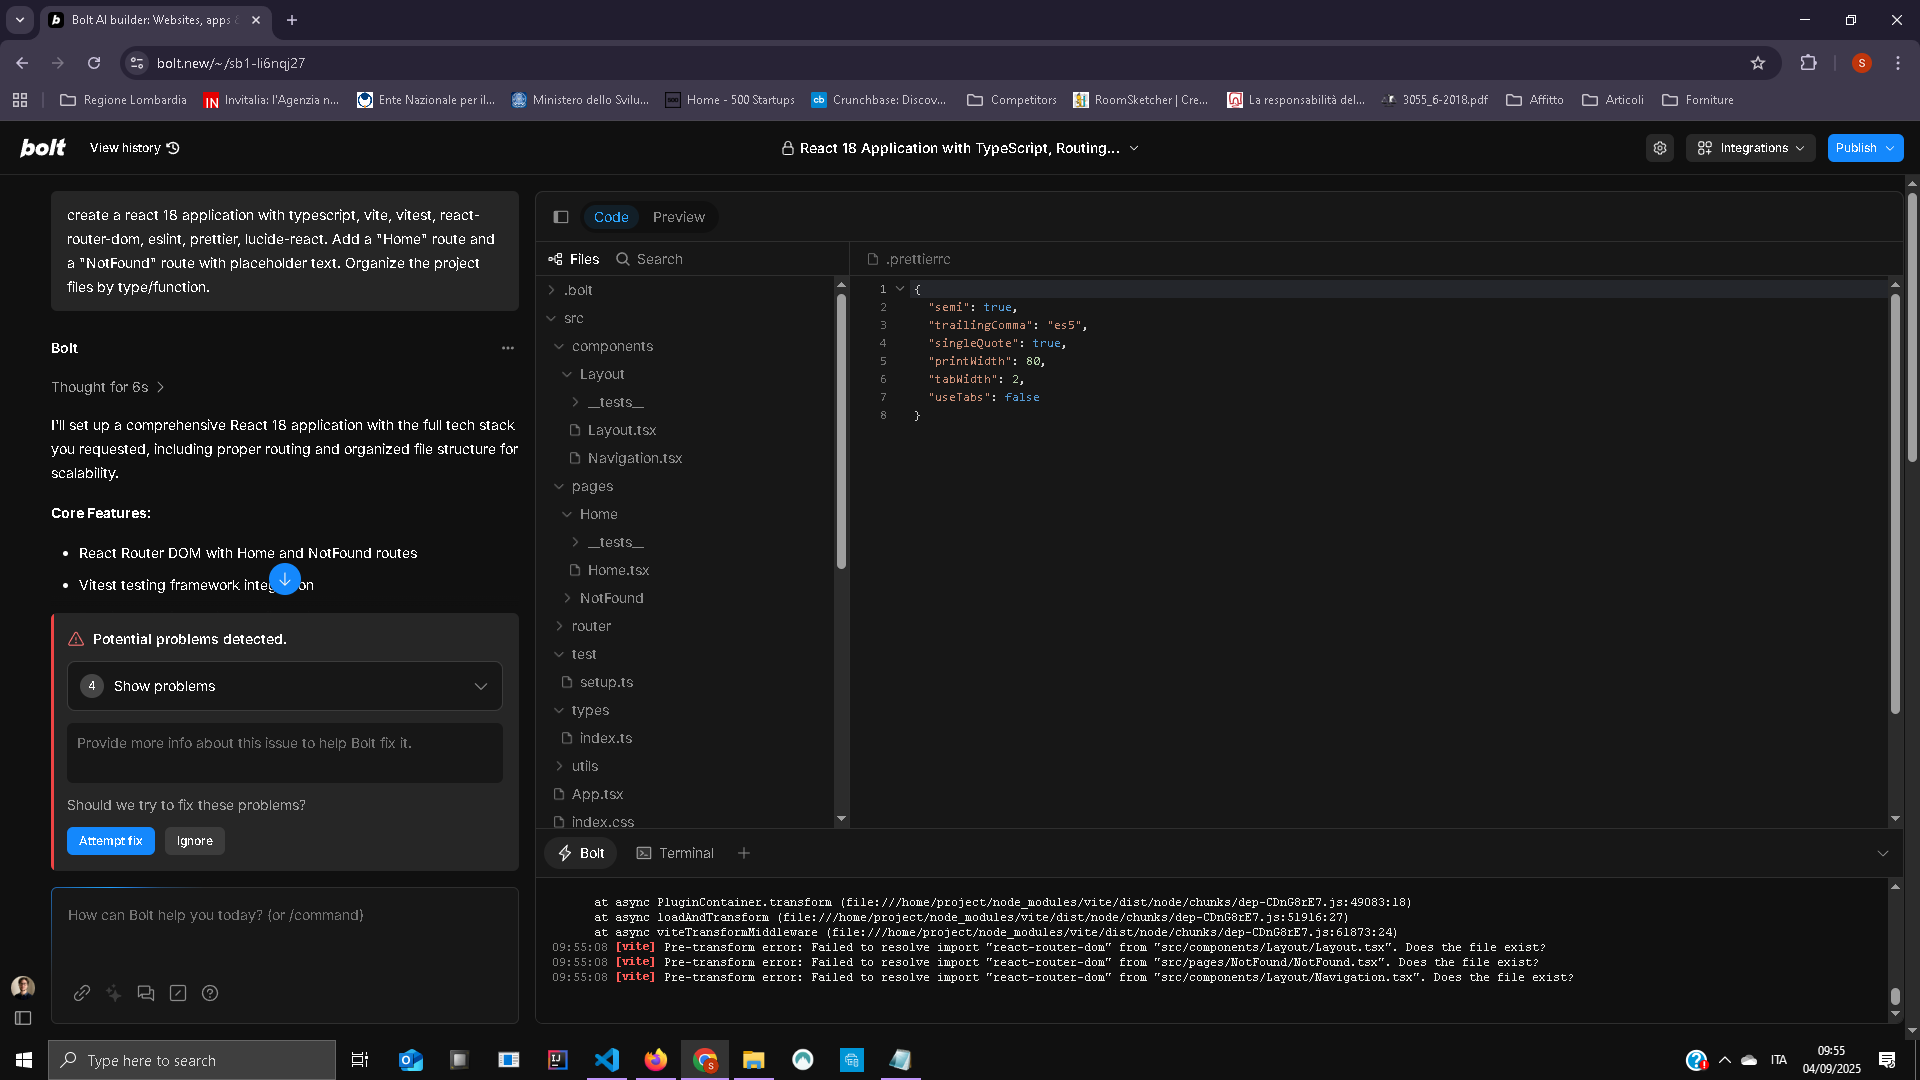 Bolt AI builder: Websites, apps &
bolt.new/~/sb1-li6nqj27
S
Regione Lombardia
IN
Invitalia: l'Agenzia n...
Ente Nazionale per il...
Ministero dello Svilu...
500
Home - 500 Startups
cb
Crunchbase: Discov...
Competitors
RoomSketcher | Cre...
La responsabilità del...
3055_6-2018.pdf
Affitto
Articoli
Forniture
bolt
View history
React 18 Application with TypeScript, Routing...
Integrations
Publish
create a react 18 application with typescript, vite, vitest, react-
router-dom, eslint, prettier, lucide-react. Add a "Home" route and
a "NotFound" route with placeholder text. Organize the project
files by type/function.
Bolt
Thought for 6s
I'll set up a comprehensive React 18 application with the full tech stack
you requested, including proper routing and organized file structure for
scalability.
Core Features:
• React Router DOM with Home and NotFound routes
• Vitest testing framework integ on
Potential problems detected.
4 Show problems
Provide more info about this issue to help Bolt fix it.
Should we try to fix these problems?
Attempt fix
Ignore
How can Bolt help you today? (or /command)
Code
Preview
Files
Search
.bolt
src
components
Layout
__tests__
Layout.tsx
Navigation.tsx
pages
Home
__tests__
Home.tsx
NotFound
router
test
setup.ts
types
index.ts
utils
App.tsx
index.css
.prettierrc
1 {
2 "semi": true,
3 "trailingComma": "es5",
4 "singleQuote": true,
5 "printWidth": 80,
6 "tabWidth": 2,
7 "useTabs": false
8 }
Bolt
Terminal
at async PluginContainer.transform (file:///home/project/node_modules/vite/dist/node/chunks/dep-CDnG8rE7.js:49083:18)
at async loadAndTransform (file:///home/project/node_modules/vite/dist/node/chunks/dep-CDnG8rE7.js:51916:27)
at async viteTransformMiddleware (file:///home/project/node_modules/vite/dist/node/chunks/dep-CDnG8rE7.js:61873:24)
09:55:08 [vite] Pre-transform error: Failed to resolve import "react-router-dom" from "src/components/Layout/Layout.tsx". Does the file exist?
09:55:08 [vite] Pre-transform error: Failed to resolve import "react-router-dom" from "src/pages/NotFound/NotFound.tsx". Does the file exist?
09:55:08 [vite] Pre-transform error: Failed to resolve import "react-router-dom" from "src/components/Layout/Navigation.tsx". Does the file exist?
Type here to search
IJ
S
ITA
09:55
04/09/2025